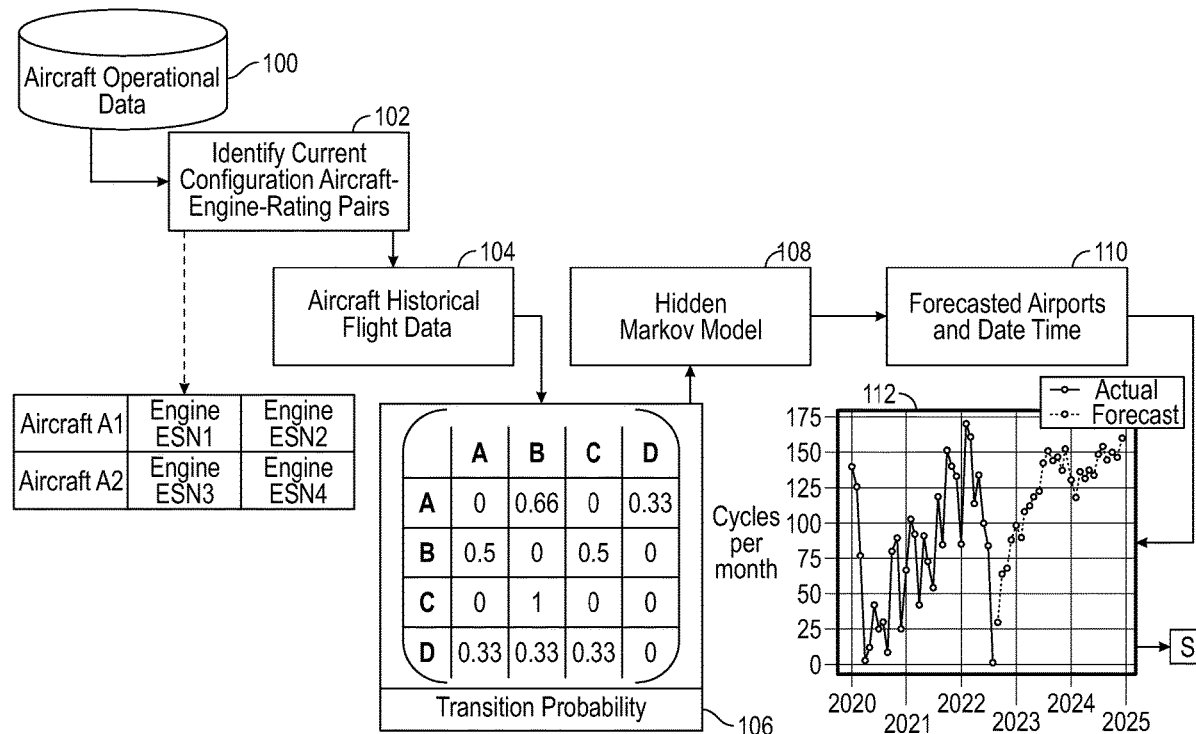 Aircraft Operational
Data
100
102
Identify Current
Configuration Aircraft-
Engine-Rating Pairs
104
Aircraft Historical
Flight Data
108
Hidden
Markov Model
110
Forecasted Airports
and Date Time
Aircraft A1
Engine
ESN1
Engine
ESN2
Aircraft A2
Engine
ESN3
Engine
ESN4
A B C D
A 0 0.66 0 0.33
B 0.5 0 0.5 0
C 0 1 0 0
D 0.33 0.33 0.33 0
Transition Probability
106
112
Actual
Forecast
Cycles
per
month
175
150
125
100
75
50
25
0
2020
2021
2022
2023
2024
2025
S